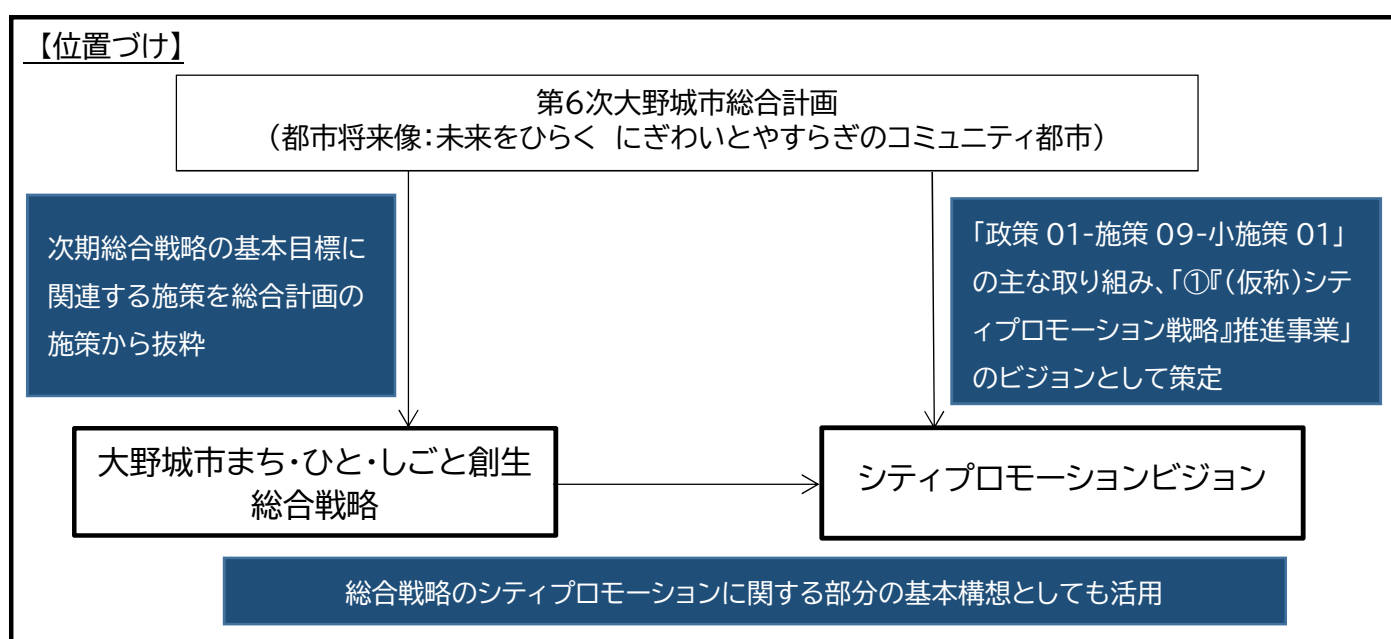 【位置づけ】
第6次大野城市総合計画
（都市将来像：未来をひらく　にぎわいとやすらぎのコミュニティ都市）
次期総合戦略の基本目標に
関連する施策を総合計画の
施策から抜粋
「政策 01-施策 09-小施策 01」
の主な取り組み、「①『（仮称）シテ
ィプロモーション戦略』推進事業」
のビジョンとして策定
大野城市まち・ひと・しごと創生
総合戦略
シティプロモーションビジョン
総合戦略のシティプロモーションに関する部分の基本構想としても活用